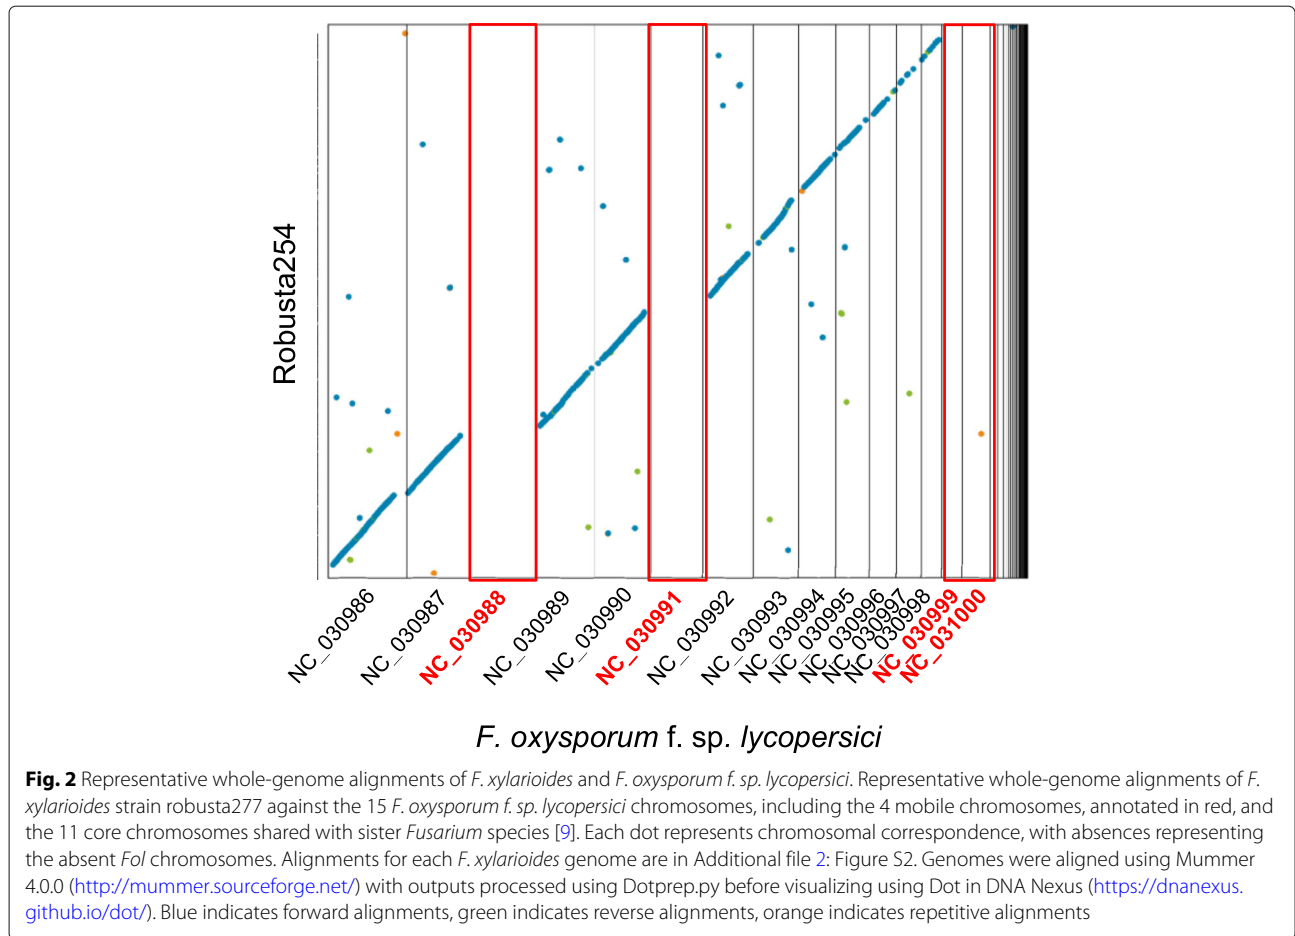 Robusta254
NC_030986
NC_030987
NC_030988
NC_030989
NC_030990
NC_030991
NC_030992
NC_030993
NC_030994
NC_030995
NC_030996
NC_030997
NC_030998
NC_030999
NC_031000
F. oxysporum f. sp. lycopersici
Fig. 2 Representative whole-genome alignments of F. xylarioides and F. oxysporum f. sp. lycopersici. Representative whole-genome alignments of F.
xylarioides strain robusta277 against the 15 F. oxysporum f. sp. lycopersici chromosomes, including the 4 mobile chromosomes, annotated in red, and
the 11 core chromosomes shared with sister Fusarium species [9]. Each dot represents chromosomal correspondence, with absences representing
the absent Fol chromosomes. Alignments for each F. xylarioides genome are in Additional file 2: Figure S2. Genomes were aligned using Mummer
4.0.0 (http://mummer.sourceforge.net/) with outputs processed using Dotprep.py before visualizing using Dot in DNA Nexus (https://dnanexus.
github.io/dot/). Blue indicates forward alignments, green indicates reverse alignments, orange indicates repetitive alignments